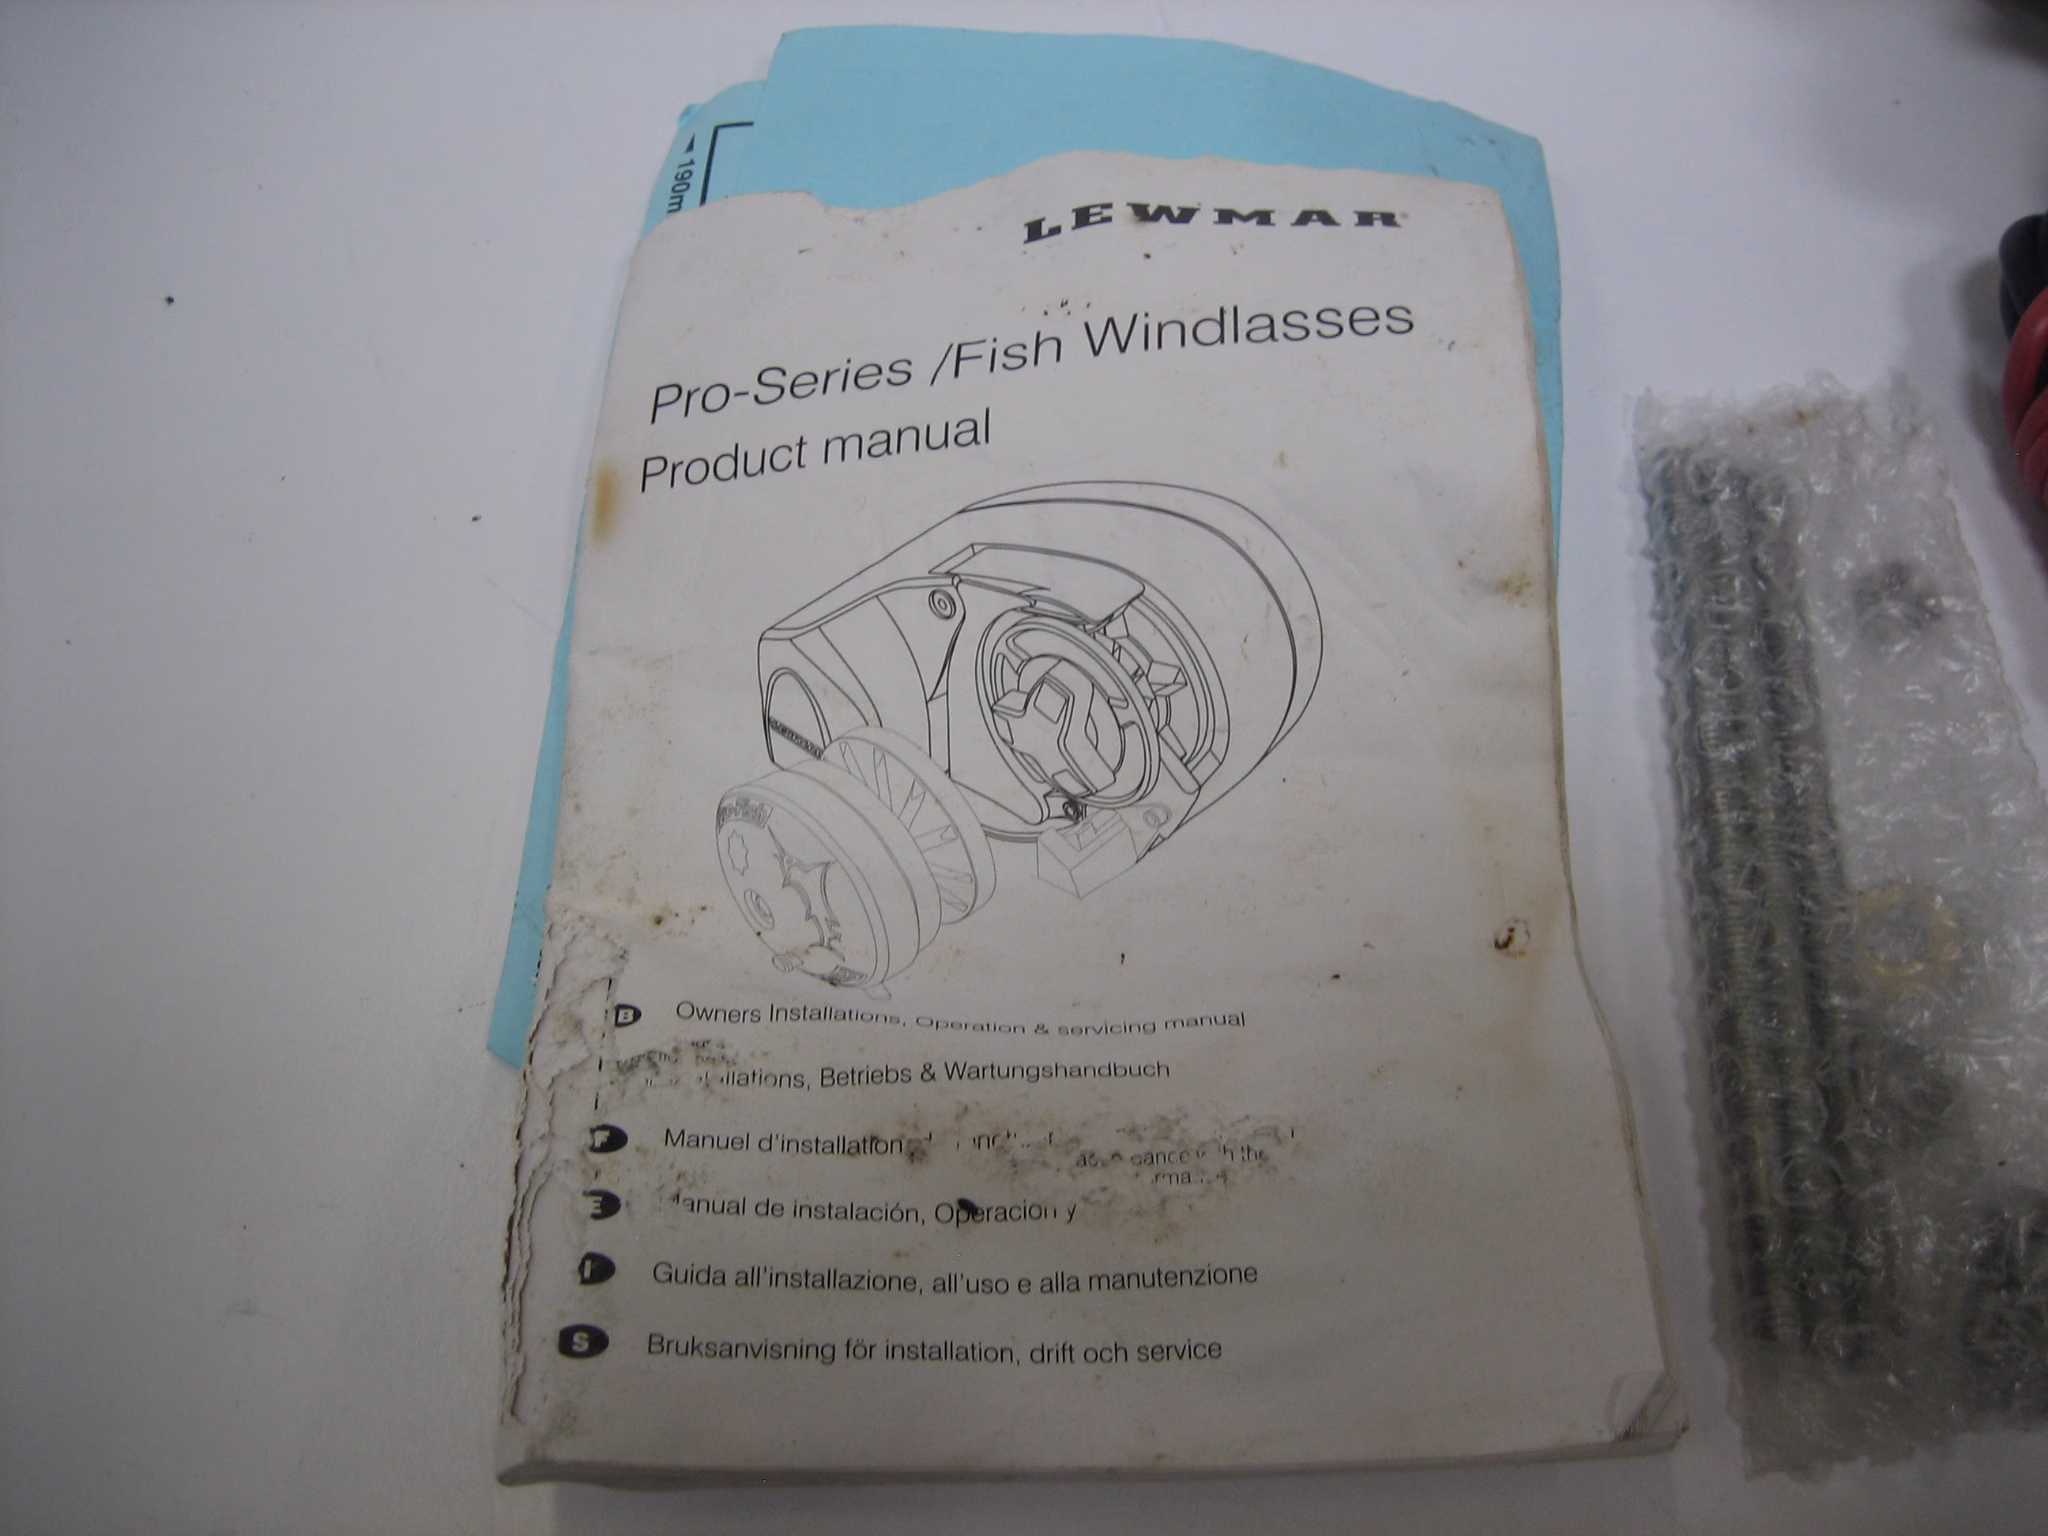 190m
LEWMAR
Pro-Series /Fish Windlasses
Product manual
B Owners Installations, Operation & servicing manual
Betriebs & Wartungshandbuch
F Manuel d'installation
E de instalación, Operacion y
I Guida all'installazione, all'uso e alla manutenzione
S Bruksanvisning för installation, drift och service